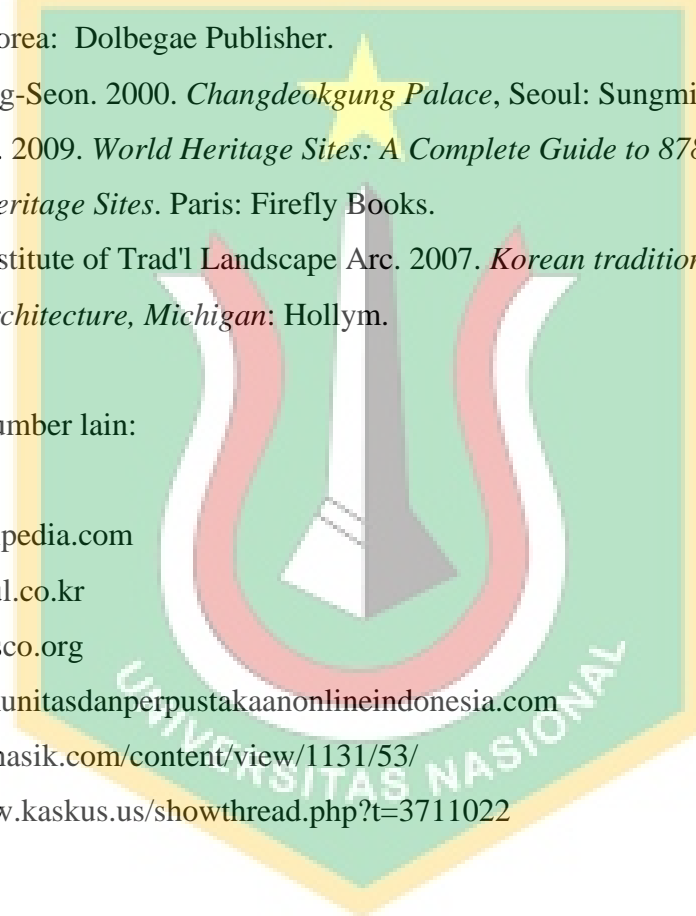 orea: Dolbegae Publisher.
g-Seon. 2000. Changdeokgung Palace, Seoul: Sungmi
. 2009. World Heritage Sites: A Complete Guide to 878
eritage Sites. Paris: Firefly Books.
stitute of Trad'l Landscape Arc. 2007. Korean tradition
rchitecture, Michigan: Hollym.
umber lain:
pedia.com
ul.co.kr
sco.org
unitasdanperpustakaanonlineindonesia.com
nasik.com/content/view/1131/53/
w.kaskus.us/showthread.php?t=3711022
UNIVERSITAS NASIONAL